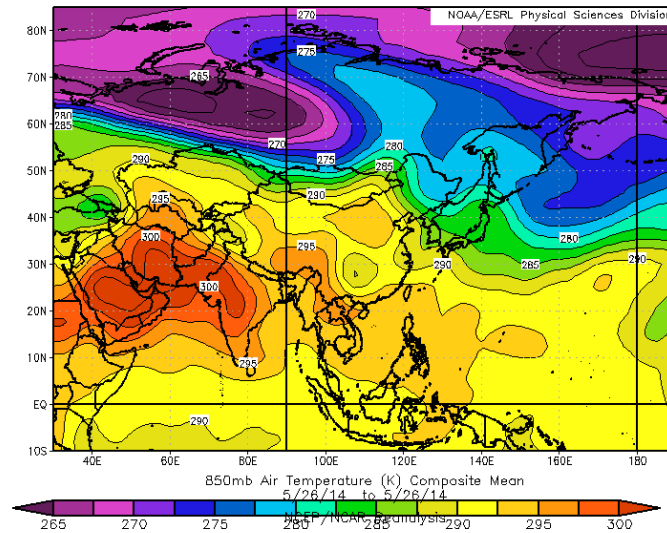 80N
70N
60N
50N
40N
30N
20N
10N
EQ
10S
NOAA/ESRL Physical Sciences Divisio
270
275
265
280
285
270
280
275
265
290
290
295
300
295
290
285
280
290
300
295
290
40E
60E
80E
100E
120E
140E
160E
180
850mb Air Temperature (K) Composite Mean
5/26/14 to 5/26/14
NCEP/NCAR Reanalysis
265 270 275 280 285 290 295 300